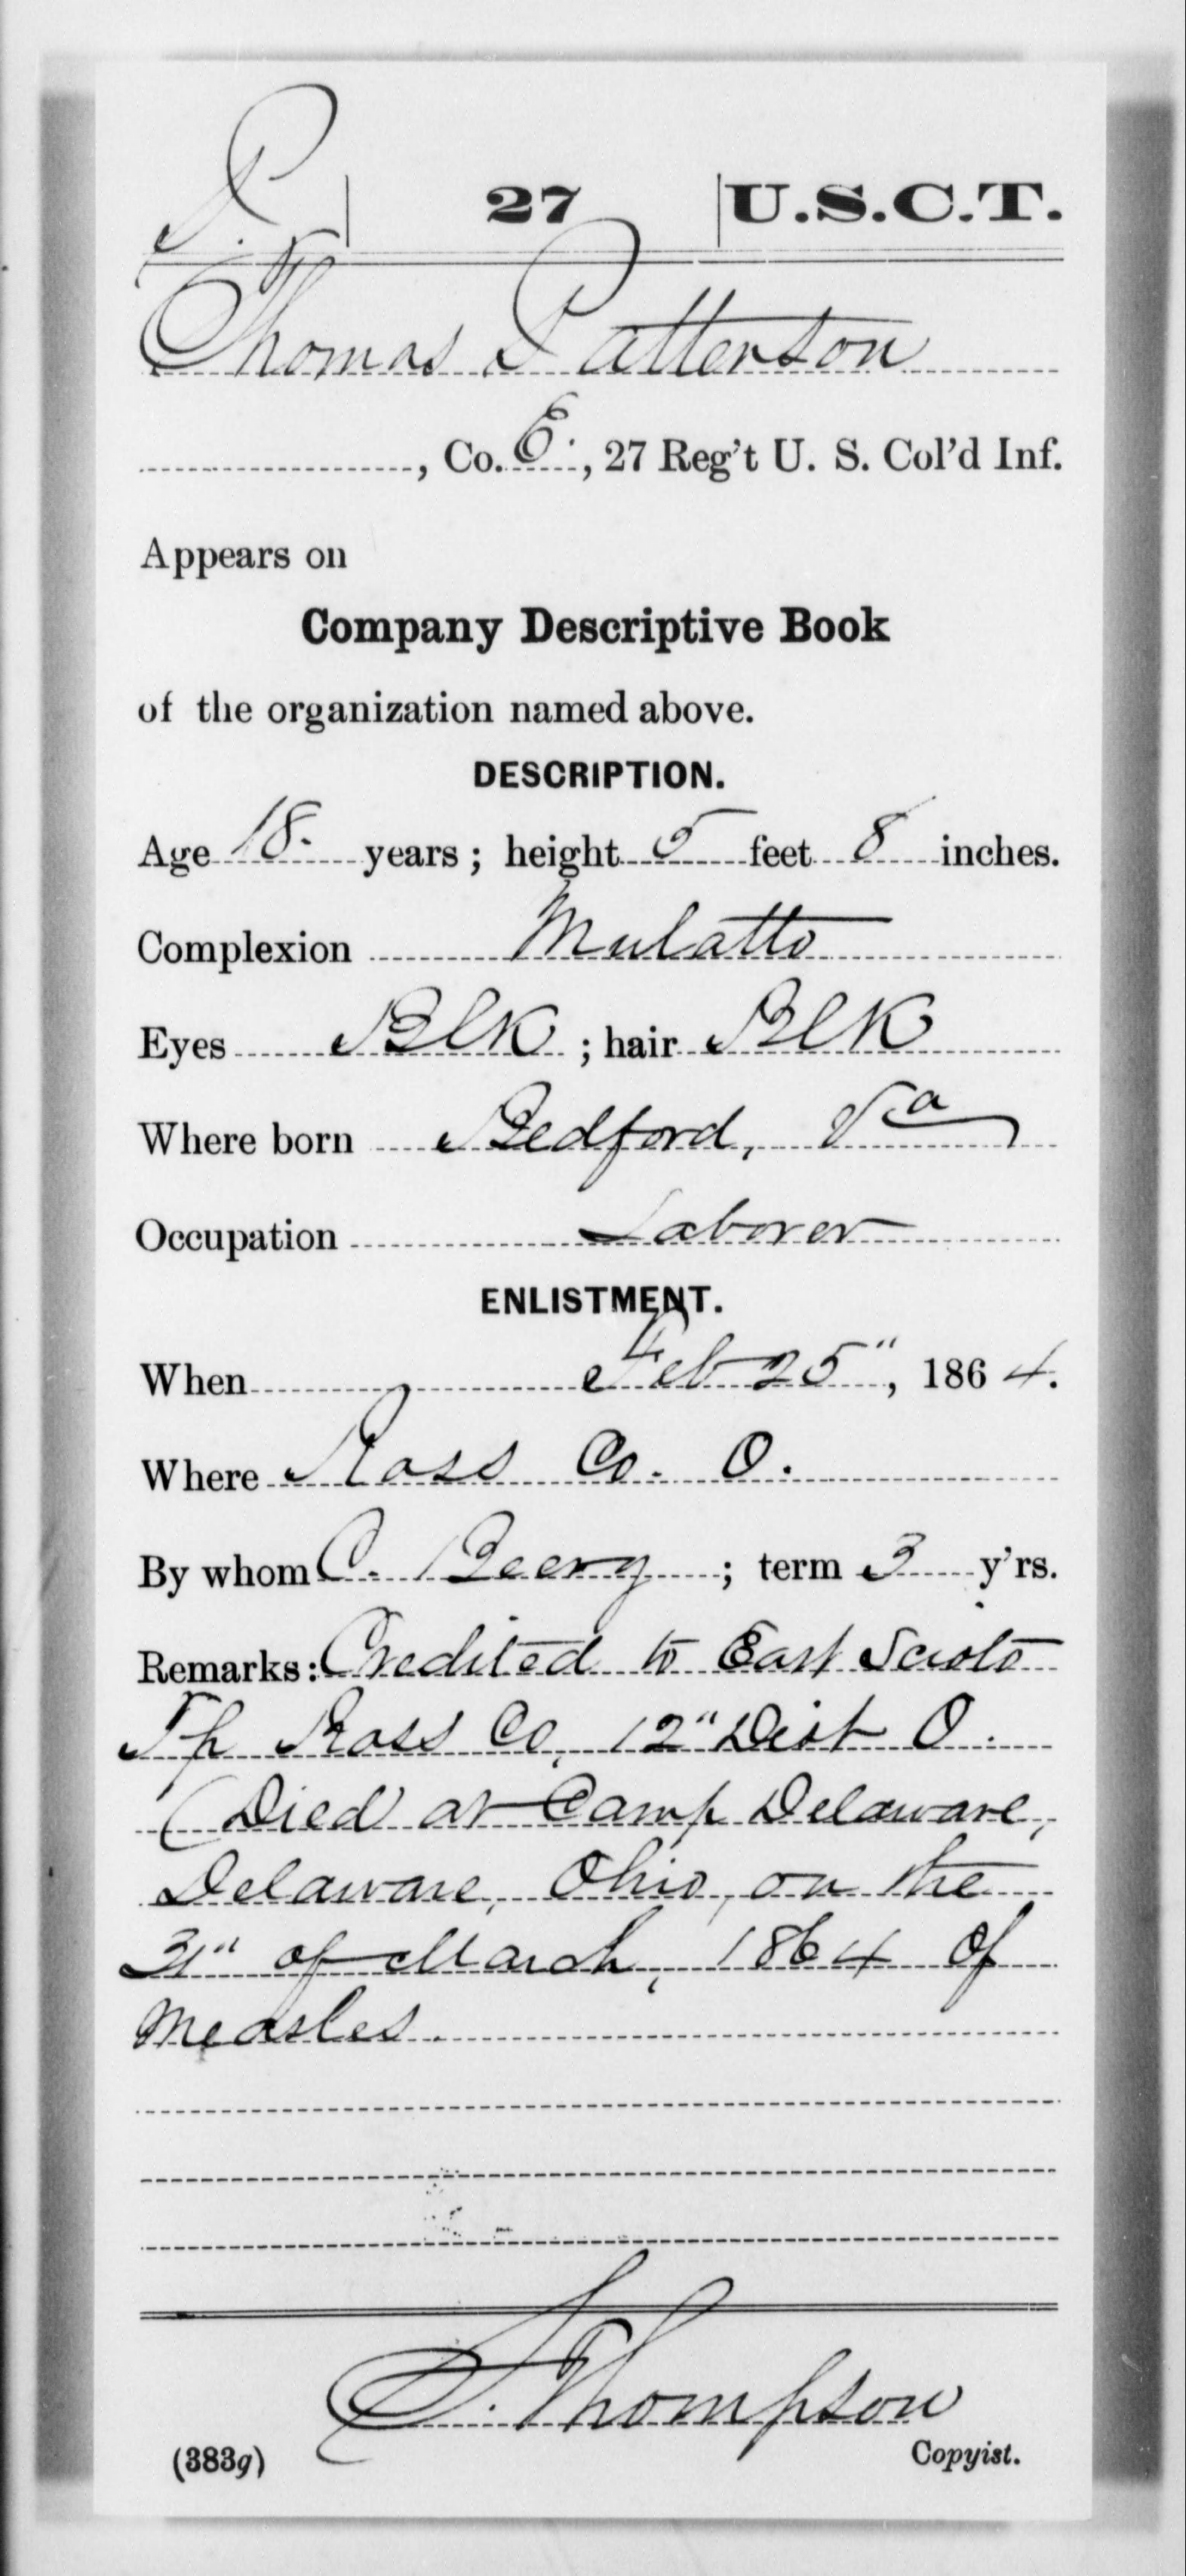 P. | 27 | U.S.C.T.
Thomas Patterson
, Co. E., 27 Reg't U. S. Col'd Inf.
Appears on
Company Descriptive Book
of the organization named above.
DESCRIPTION.
Age 18. years; height 5 feet 8 inches.
Complexion Mulatto
Eyes Blk; hair Blk
Where born Bedford, Va
Occupation Laborer
ENLISTMENT.
When Feb 25", 1864.
Where Ross Co. O.
By whom C. Beery; term 3 y'rs.
Remarks: Credited to East Scioto
Tp Ross Co, 12" Dist O.
(Died at Camp Delaware,
Delaware, Ohio, on the
31" of March, 1864 of
Measles.
Thompson
(383g) Copyist.